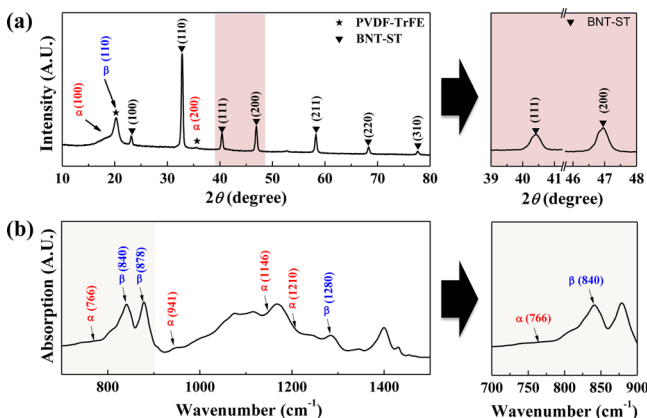 (a)
★ PVDF-TrFE
▼ BNT-ST
Intensity (A.U.)
α (100)
β (110)
(100)
(110)
α (200)
(111)
(200)
(211)
(220)
(310)
10 20 30 40 50 60 70 80
2θ (degree)
▼ BNT-ST
(111)
(200)
39 40 41 46 47 48
2θ (degree)
(b)
Absorption (A.U.)
α (766)
β (840)
β (878)
α (941)
α (1146)
α (1210)
β (1280)
800 1000 1200 1400
Wavenumber (cm⁻¹)
α (766)
β (840)
700 750 800 850 900
Wavenumber (cm⁻¹)